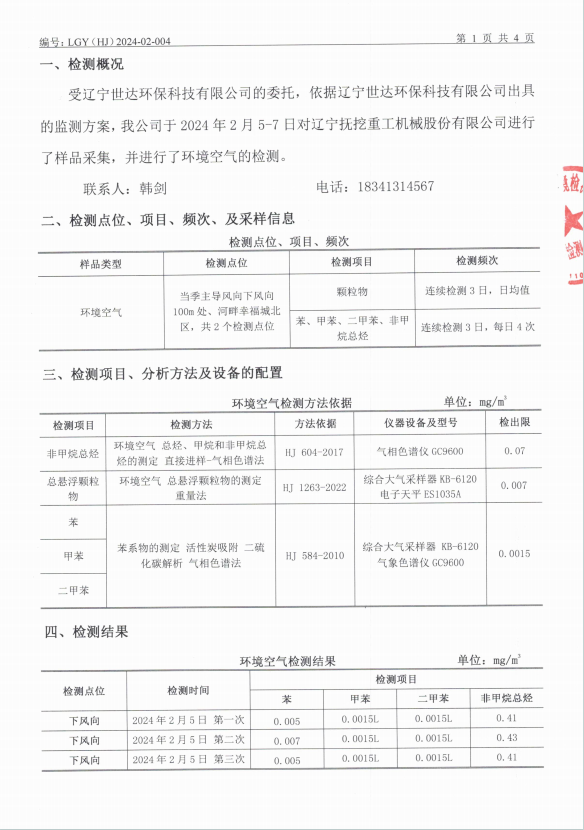 编号: LGY（HJ）2024-02-004
第 1 页 共 4 页
一、检测概况
受辽宁世达环保科技有限公司的委托，依据辽宁世达环保科技有限公司出具
的监测方案，我公司于 2024 年 2 月 5-7 日对辽宁抚挖重工机械股份有限公司进行
了样品采集，并进行了环境空气的检测。
联系人：韩剑
电话：18341314567
二、检测点位、项目、频次、及采样信息
检测点位、项目、频次
样品类型 检测点位 检测项目 检测频次
环境空气
当季主导风向下风向
100m 处、河畔幸福城北
区，共 2 个检测点位
颗粒物 连续检测 3 日，日均值
苯、甲苯、二甲苯、非甲
烷总烃
连续检测 3 日，每日 4 次
三、检测项目、分析方法及设备的配置
环境空气检测方法依据 单位：mg/m³
检测项目 检测方法 方法依据 仪器设备及型号 检出限
非甲烷总烃
环境空气 总烃、甲烷和非甲烷总
烃的测定 直接进样-气相色谱法
HJ 604-2017 气相色谱仪 GC9600 0.07
总悬浮颗粒
物
环境空气 总悬浮颗粒物的测定
重量法
HJ 1263-2022
综合大气采样器 KB-6120
电子天平 ES1035A
0.007
苯
甲苯
二甲苯
苯系物的测定 活性炭吸附 二硫
化碳解析 气相色谱法
HJ 584-2010
综合大气采样器 KB-6120
气象色谱仪 GC9600
0.0015
四、检测结果
环境空气检测结果 单位：mg/m³
检测点位 检测时间 检测项目
苯 甲苯 二甲苯 非甲烷总烃
下风向 2024 年 2 月 5 日 第一次 0.005 0.0015L 0.0015L 0.41
下风向 2024 年 2 月 5 日 第二次 0.007 0.0015L 0.0015L 0.43
下风向 2024 年 2 月 5 日 第三次 0.005 0.0015L 0.0015L 0.41